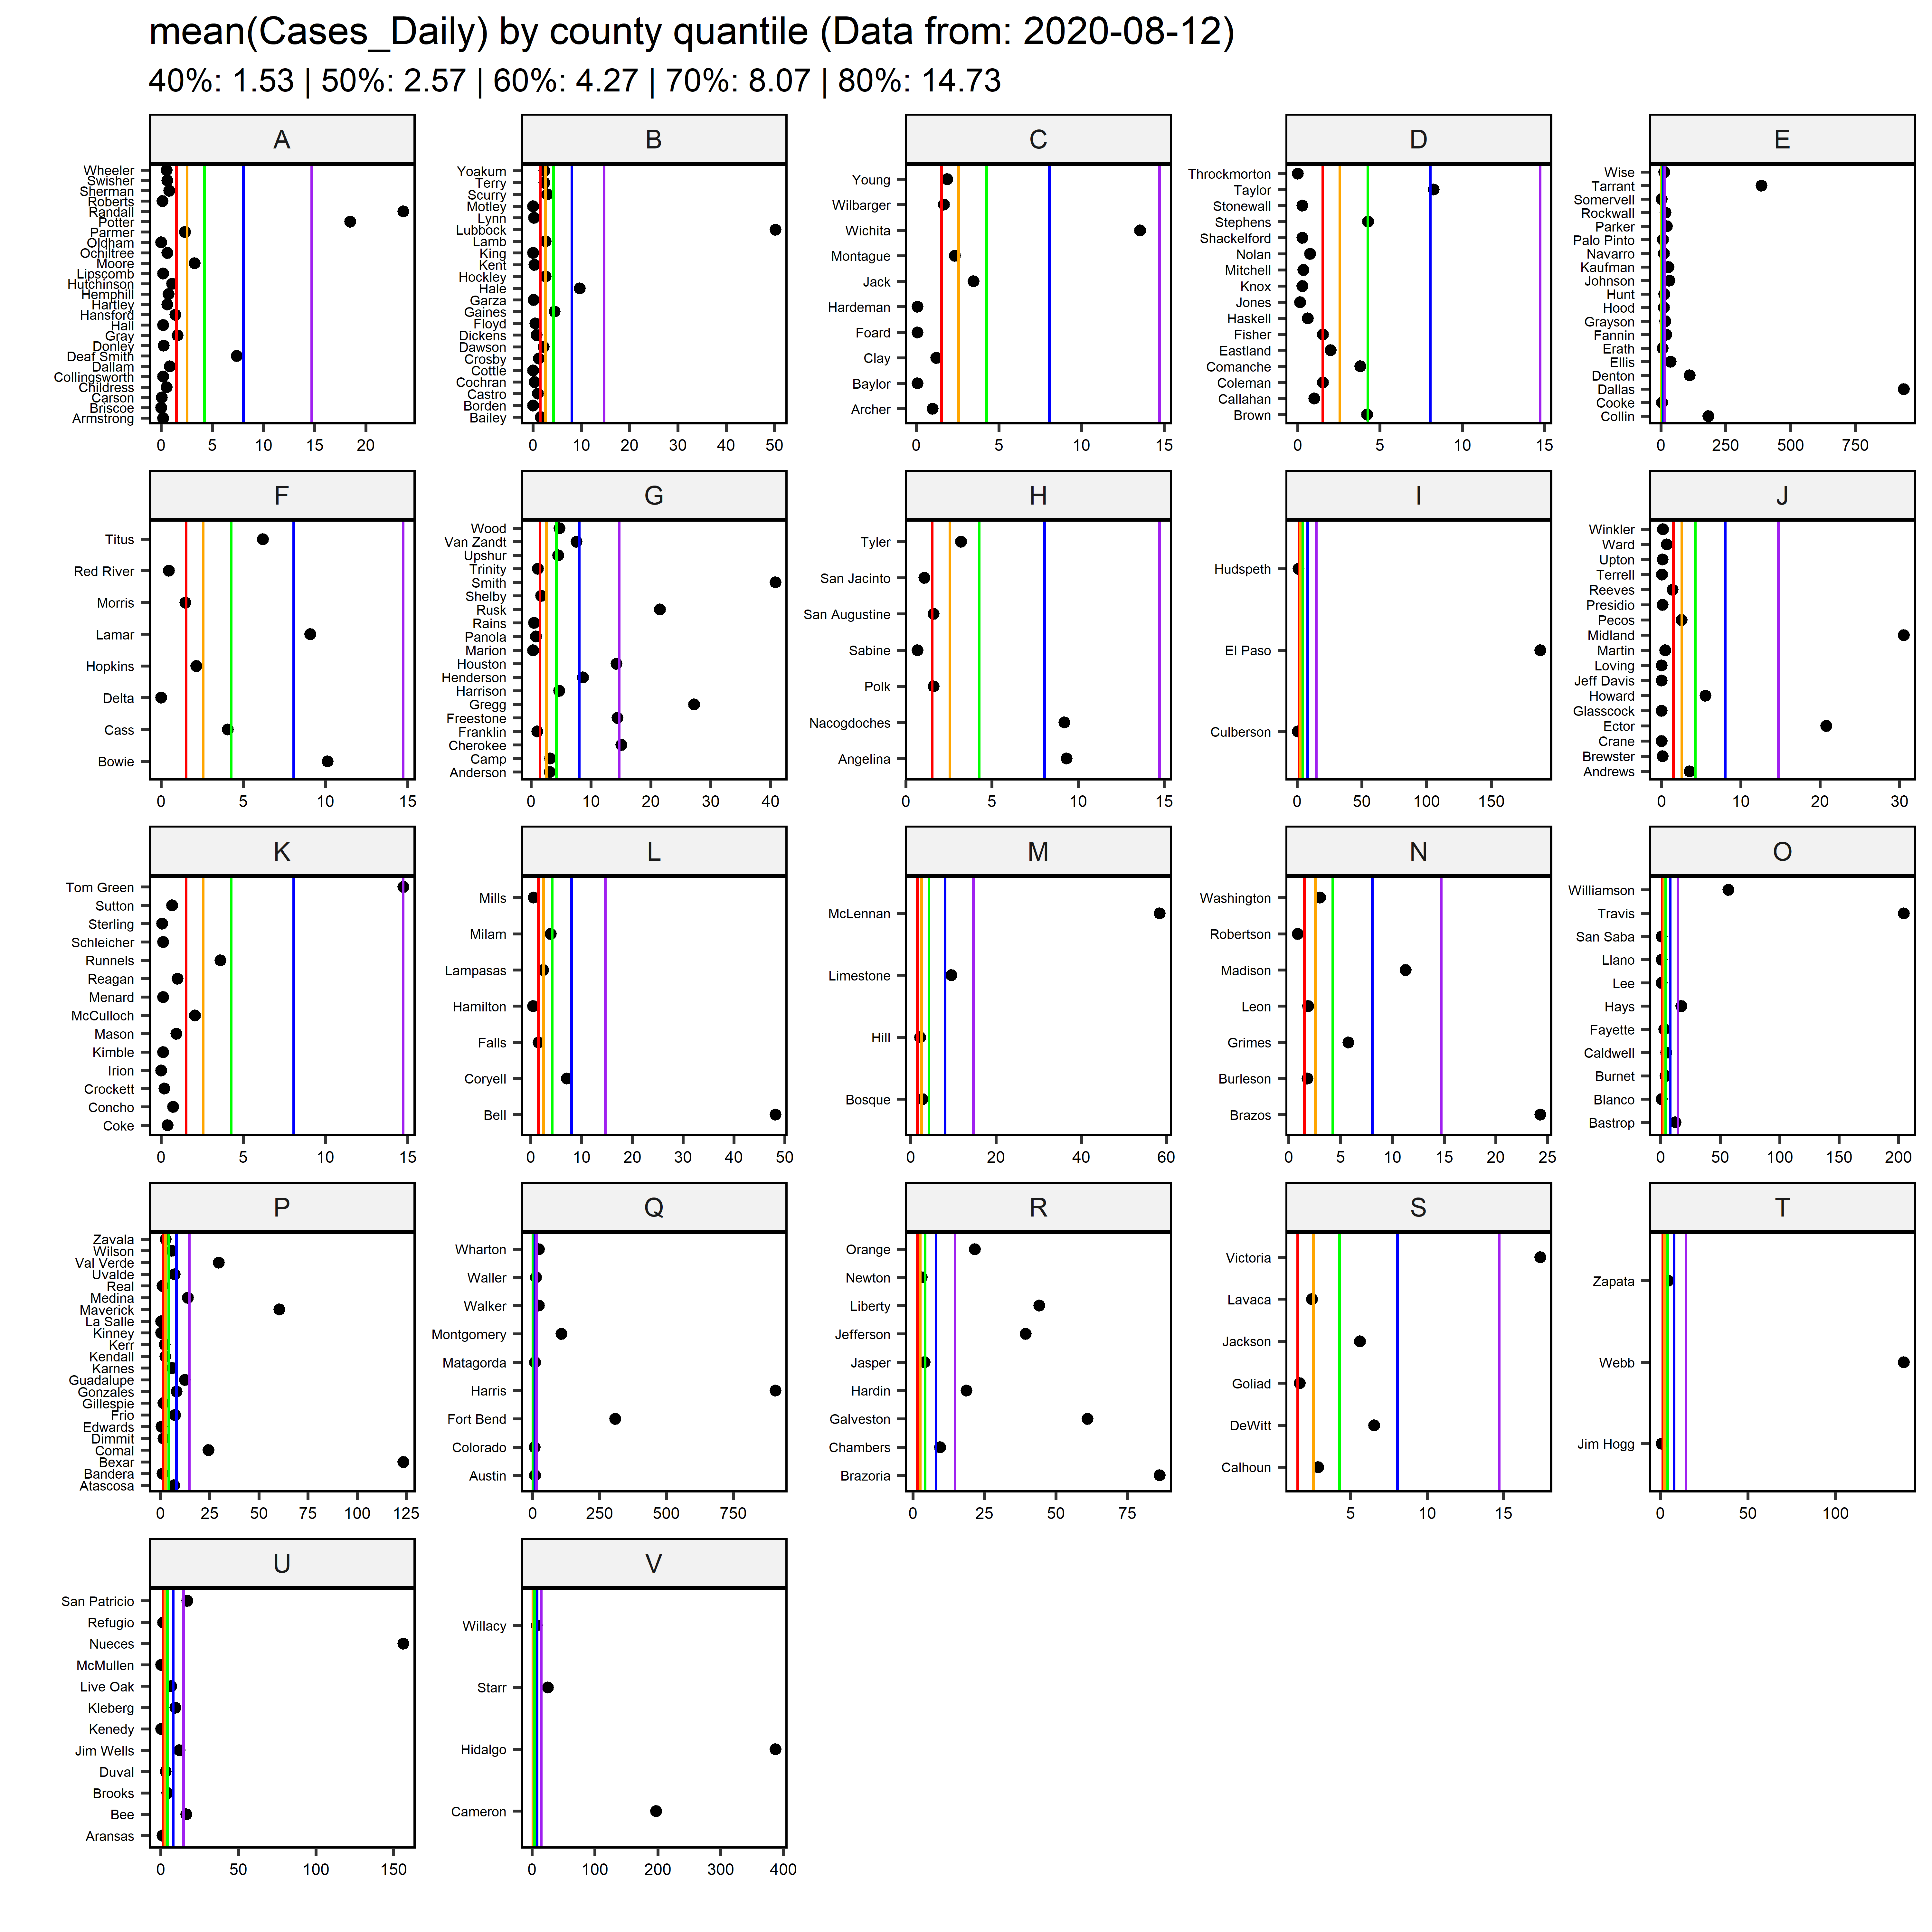 mean(Cases_Daily) by county quantile (Data from: 2020-08-12)
40%: 1.53 | 50%: 2.57 | 60%: 4.27 | 70%: 8.07 | 80%: 14.73
A
Wheeler
Swisher
Sherman
Roberts
Randall
Potter
Parmer
Oldham
Ochiltree
Moore
Lipscomb
Hutchinson
Hemphill
Hartley
Hansford
Hall
Gray
Donley
Deaf Smith
Dallam
Collingsworth
Childress
Carson
Briscoe
Armstrong
0 5 10 15 20
B
Yoakum
Terry
Scurry
Motley
Lynn
Lubbock
Lamb
King
Kent
Hockley
Hale
Garza
Gaines
Floyd
Dickens
Dawson
Crosby
Cottle
Cochran
Castro
Borden
Bailey
0 10 20 30 40 50
C
Young
Wilbarger
Wichita
Montague
Jack
Hardeman
Foard
Clay
Baylor
Archer
0 5 10 15
D
Throckmorton
Taylor
Stonewall
Stephens
Shackelford
Nolan
Mitchell
Knox
Jones
Haskell
Fisher
Eastland
Comanche
Coleman
Callahan
Brown
0 5 10 15
E
Wise
Tarrant
Somervell
Rockwall
Parker
Palo Pinto
Navarro
Kaufman
Johnson
Hunt
Hood
Grayson
Fannin
Erath
Ellis
Denton
Dallas
Cooke
Collin
0 250 500 750
F
Titus
Red River
Morris
Lamar
Hopkins
Delta
Cass
Bowie
0 5 10 15
G
Wood
Van Zandt
Upshur
Trinity
Smith
Shelby
Rusk
Rains
Panola
Marion
Houston
Henderson
Harrison
Gregg
Freestone
Franklin
Cherokee
Camp
Anderson
0 10 20 30 40
H
Tyler
San Jacinto
San Augustine
Sabine
Polk
Nacogdoches
Angelina
0 5 10 15
I
Hudspeth
El Paso
Culberson
0 50 100 150
J
Winkler
Ward
Upton
Terrell
Reeves
Presidio
Pecos
Midland
Martin
Loving
Jeff Davis
Howard
Glasscock
Ector
Crane
Brewster
Andrews
0 10 20 30
K
Tom Green
Sutton
Sterling
Schleicher
Runnels
Reagan
Menard
McCulloch
Mason
Kimble
Irion
Crockett
Concho
Coke
0 5 10 15
L
Mills
Milam
Lampasas
Hamilton
Falls
Coryell
Bell
0 10 20 30 40 50
M
McLennan
Limestone
Hill
Bosque
0 20 40 60
N
Washington
Robertson
Madison
Leon
Grimes
Burleson
Brazos
0 5 10 15 20 25
O
Williamson
Travis
San Saba
Llano
Lee
Hays
Fayette
Caldwell
Burnet
Blanco
Bastrop
0 50 100 150 200
P
Zavala
Wilson
Val Verde
Uvalde
Real
Medina
Maverick
La Salle
Kinney
Kerr
Kendall
Karnes
Guadalupe
Gonzales
Gillespie
Frio
Edwards
Dimmit
Comal
Bexar
Bandera
Atascosa
0 25 50 75 100 125
Q
Wharton
Waller
Walker
Montgomery
Matagorda
Harris
Fort Bend
Colorado
Austin
0 250 500 750
R
Orange
Newton
Liberty
Jefferson
Jasper
Hardin
Galveston
Chambers
Brazoria
0 25 50 75
S
Victoria
Lavaca
Jackson
Goliad
DeWitt
Calhoun
5 10 15
T
Zapata
Webb
Jim Hogg
0 50 100
U
San Patricio
Refugio
Nueces
McMullen
Live Oak
Kleberg
Kenedy
Jim Wells
Duval
Brooks
Bee
Aransas
0 50 100 150
V
Willacy
Starr
Hidalgo
Cameron
0 100 200 300 400